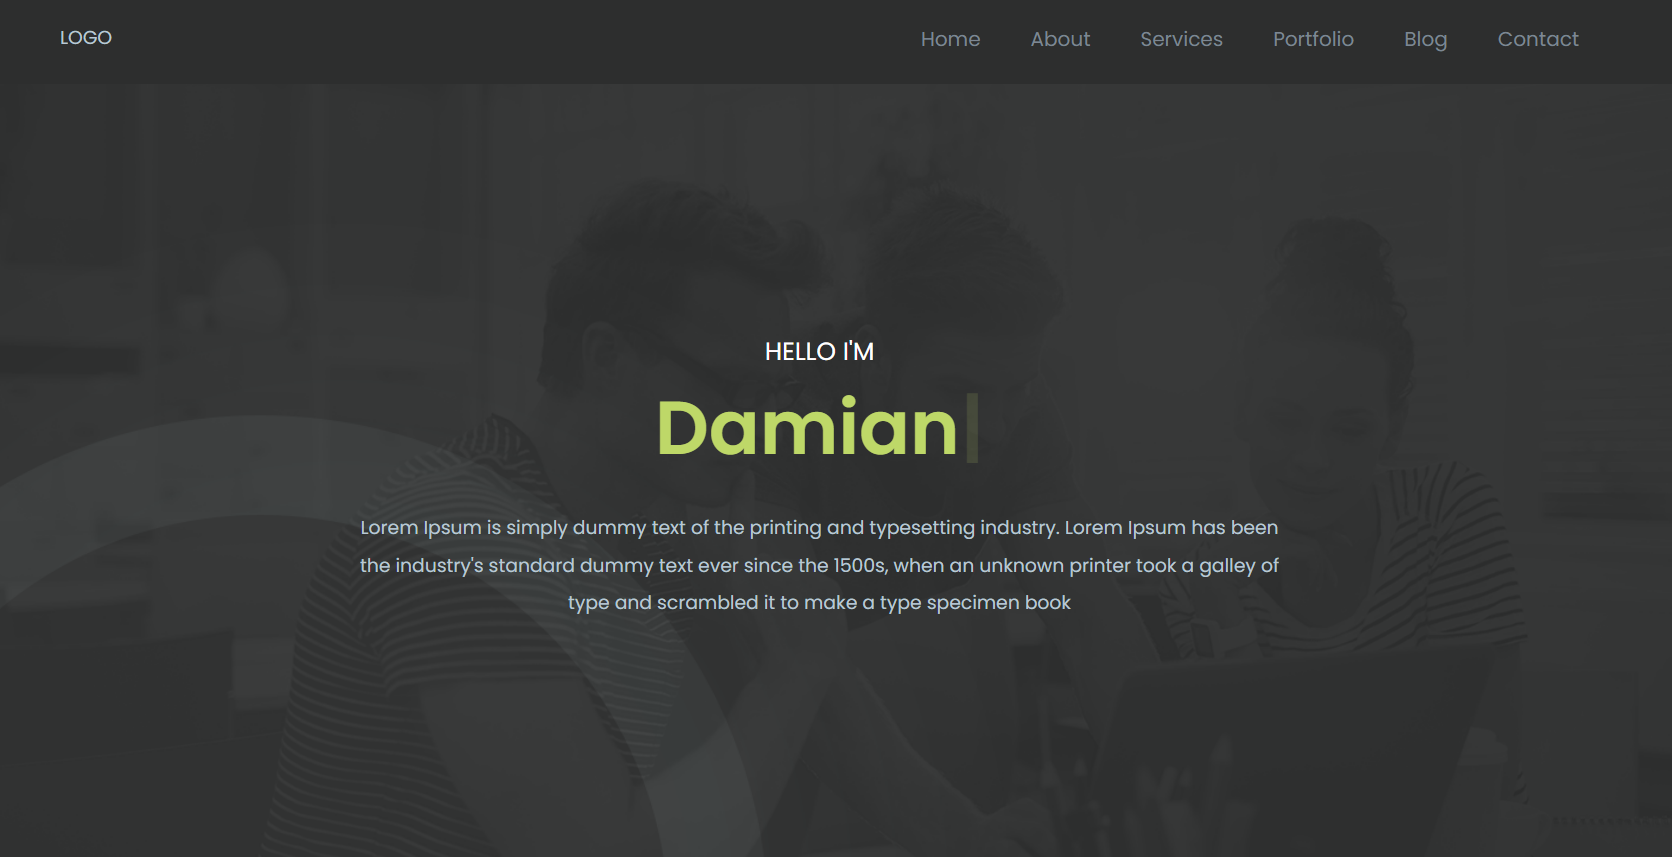 LOGO
Home About Services Portfolio Blog Contact
HELLO I'M
Damian
Lorem Ipsum is simply dummy text of the printing and typesetting industry. Lorem Ipsum has been
the industry's standard dummy text ever since the 1500s, when an unknown printer took a galley of
type and scrambled it to make a type specimen book